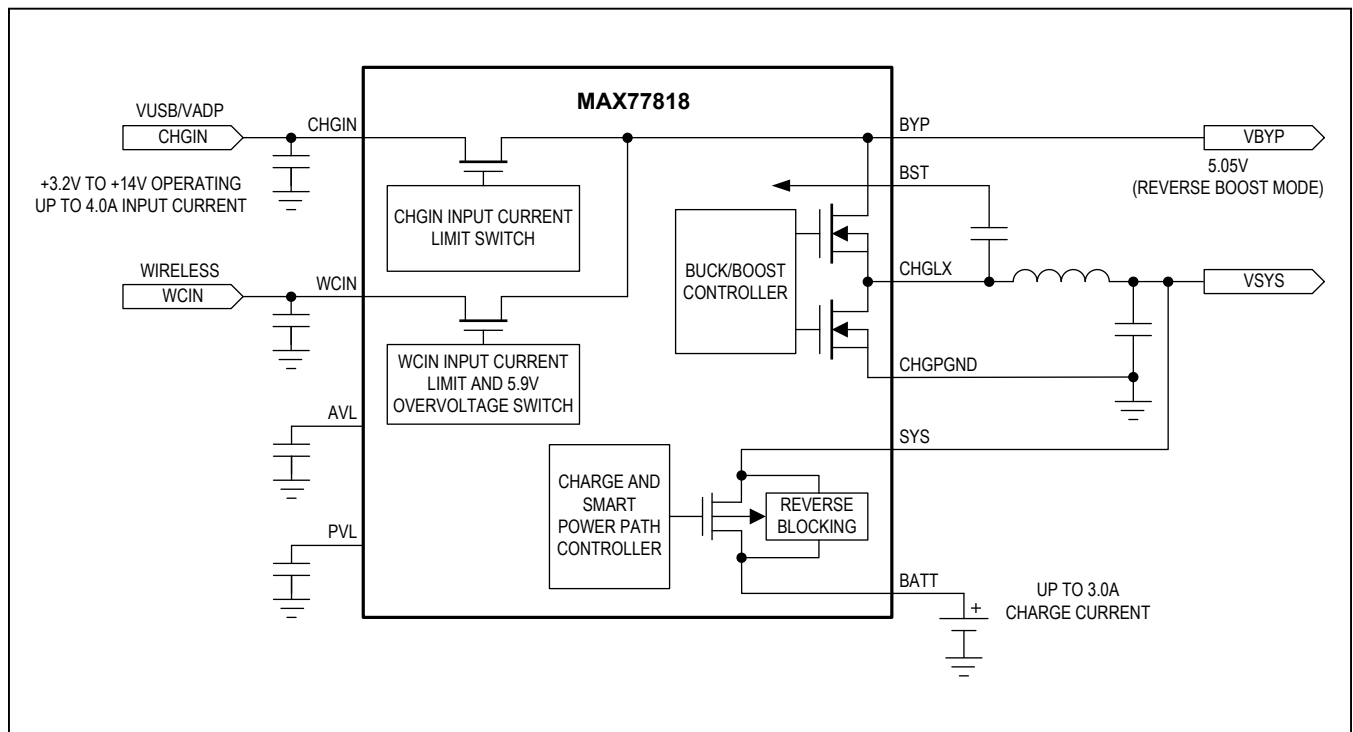 MAX77818
VUSB/VADP
CHGIN
CHGIN
+3.2V TO +14V OPERATING
UP TO 4.0A INPUT CURRENT
CHGIN INPUT CURRENT
LIMIT SWITCH
WIRELESS
WCIN
WCIN
WCIN INPUT CURRENT
LIMIT AND 5.9V
OVERVOLTAGE SWITCH
AVL
PVL
BYP
VBYP
5.05V
(REVERSE BOOST MODE)
BST
BUCK/BOOST
CONTROLLER
CHGLX
VSYS
CHGPGND
SYS
CHARGE AND
SMART
POWER PATH
CONTROLLER
REVERSE
BLOCKING
BATT
+
UP TO 3.0A
CHARGE CURRENT